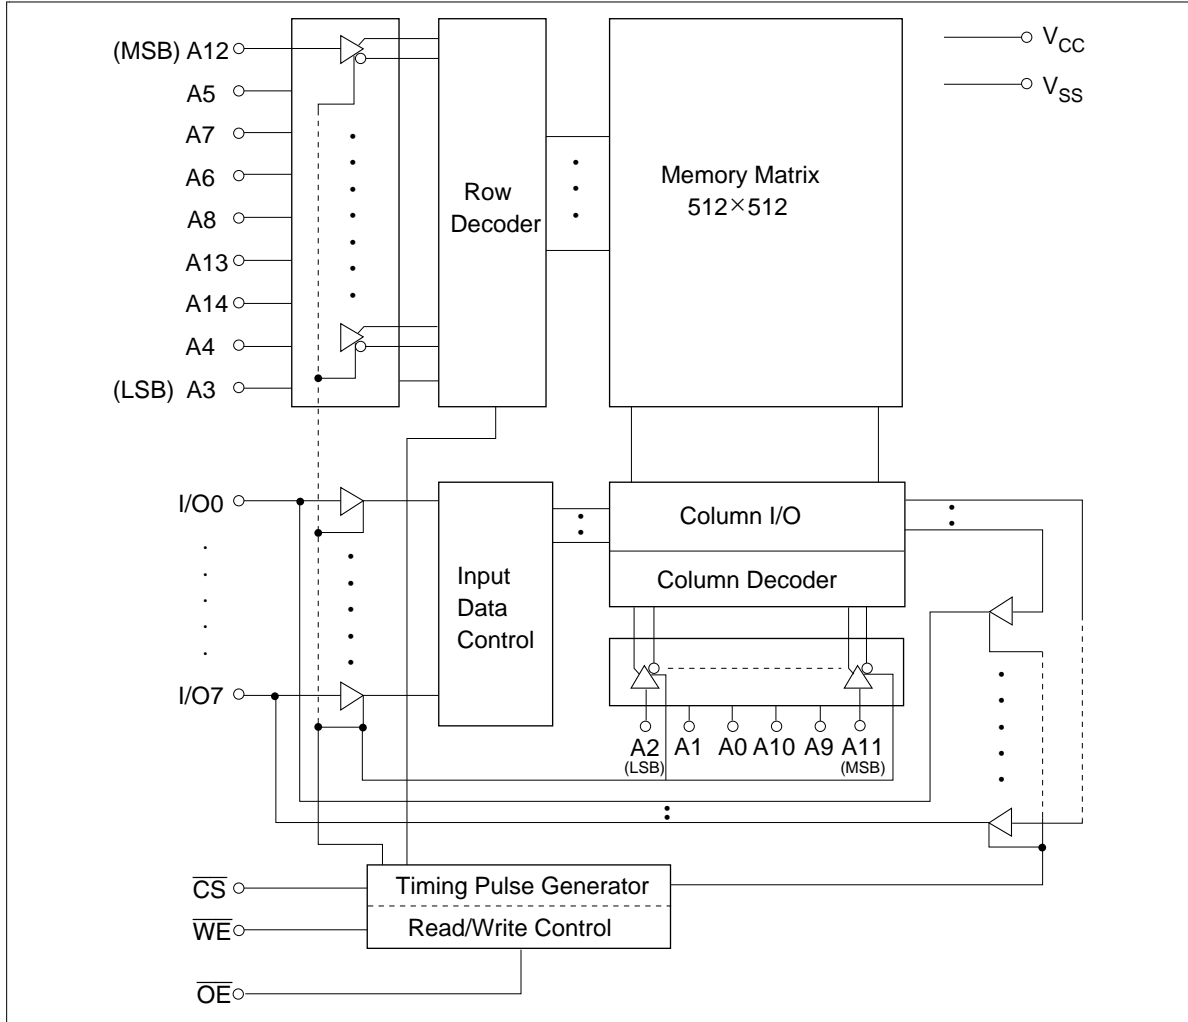 (MSB) A12
A5
A7
A6
A8
A13
A14
A4
(LSB) A3
Row
Decoder
Memory Matrix
512×512
VCC
VSS
I/O0
I/O7
Input
Data
Control
Column I/O
Column Decoder
A2 A1 A0 A10 A9 A11
(LSB) (MSB)
CS
WE
OE
Timing Pulse Generator
Read/Write Control